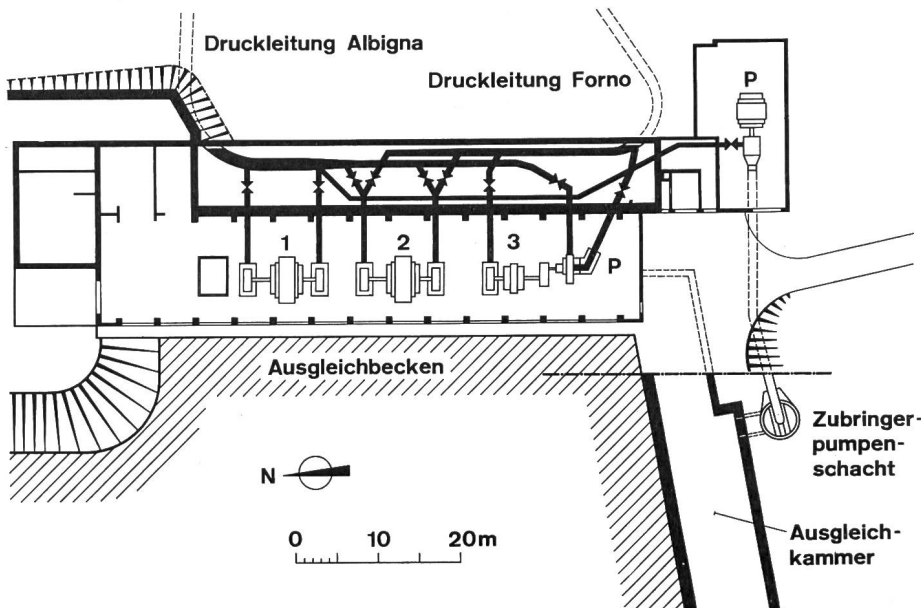 Druckleitung Albigna
Druckleitung Forno
P
1
2
3
P
Ausgleichbecken
Zubringer-
pumpen-
schacht
N
0 10 20m
Ausgleich-
kammer